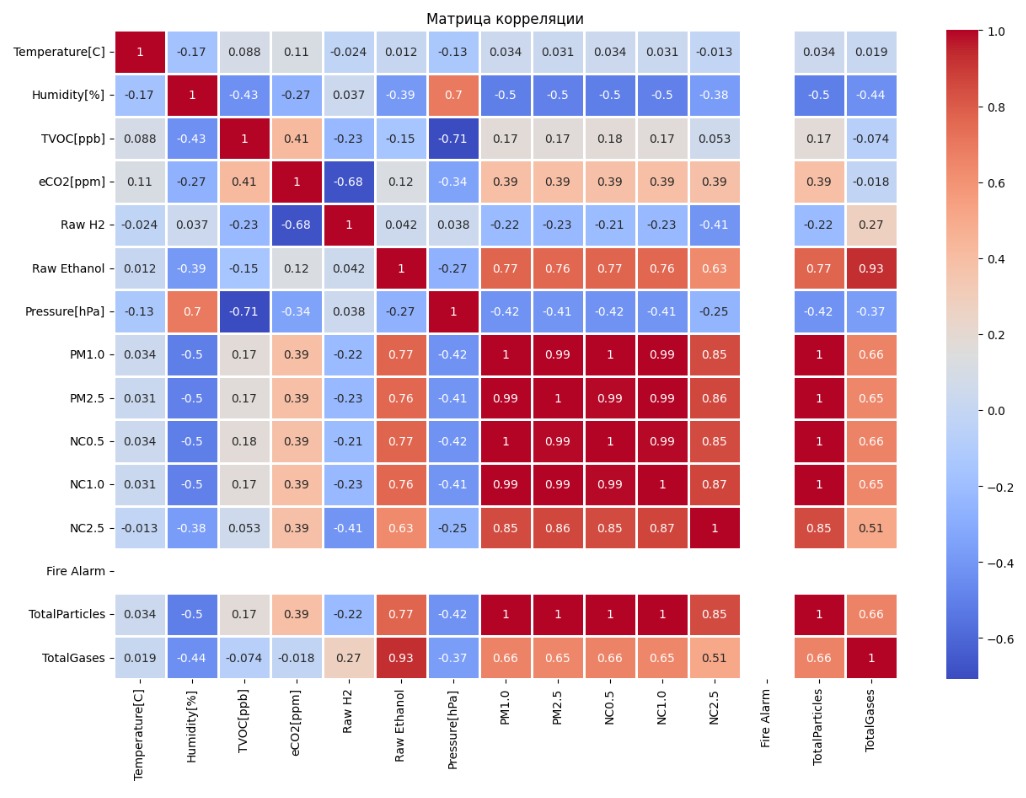 Матрица корреляции
Temperature[C] 1 -0.17 0.088 0.11 -0.024 0.012 -0.13 0.034 0.031 0.034 0.031 -0.013 0.034 0.019
Humidity[%] -0.17 1 -0.43 -0.27 0.037 -0.39 0.7 -0.5 -0.5 -0.5 -0.5 -0.38 -0.5 -0.44
TVOC[ppb] 0.088 -0.43 1 0.41 -0.23 -0.15 -0.71 0.17 0.17 0.18 0.17 0.053 0.17 -0.074
eCO2[ppm] 0.11 -0.27 0.41 1 -0.68 0.12 -0.34 0.39 0.39 0.39 0.39 0.39 0.39 -0.018
Raw H2 -0.024 0.037 -0.23 -0.68 1 0.042 0.038 -0.22 -0.23 -0.21 -0.23 -0.41 -0.22 0.27
Raw Ethanol 0.012 -0.39 -0.15 0.12 0.042 1 -0.27 0.77 0.76 0.77 0.76 0.63 0.77 0.93
Pressure[hPa] -0.13 0.7 -0.71 -0.34 0.038 -0.27 1 -0.42 -0.41 -0.42 -0.41 -0.25 -0.42 -0.37
PM1.0 0.034 -0.5 0.17 0.39 -0.22 0.77 -0.42 1 0.99 1 0.99 0.85 1 0.66
PM2.5 0.031 -0.5 0.17 0.39 -0.23 0.76 -0.41 0.99 1 0.99 0.99 0.86 1 0.65
NC0.5 0.034 -0.5 0.18 0.39 -0.21 0.77 -0.42 1 0.99 1 0.99 0.85 1 0.66
NC1.0 0.031 -0.5 0.17 0.39 -0.23 0.76 -0.41 0.99 0.99 0.99 1 0.87 1 0.65
NC2.5 -0.013 -0.38 0.053 0.39 -0.41 0.63 -0.25 0.85 0.86 0.85 0.87 1 0.85 0.51
Fire Alarm
TotalParticles 0.034 -0.5 0.17 0.39 -0.22 0.77 -0.42 1 1 1 1 0.85 1 0.66
TotalGases 0.019 -0.44 -0.074 -0.018 0.27 0.93 -0.37 0.66 0.65 0.66 0.65 0.51 0.66 1
Temperature[C]
Humidity[%]
TVOC[ppb]
eCO2[ppm]
Raw H2
Raw Ethanol
Pressure[hPa]
PM1.0
PM2.5
NC0.5
NC1.0
NC2.5
Fire Alarm
TotalParticles
TotalGases
1.0
0.8
0.6
0.4
0.2
0.0
−0.2
−0.4
−0.6